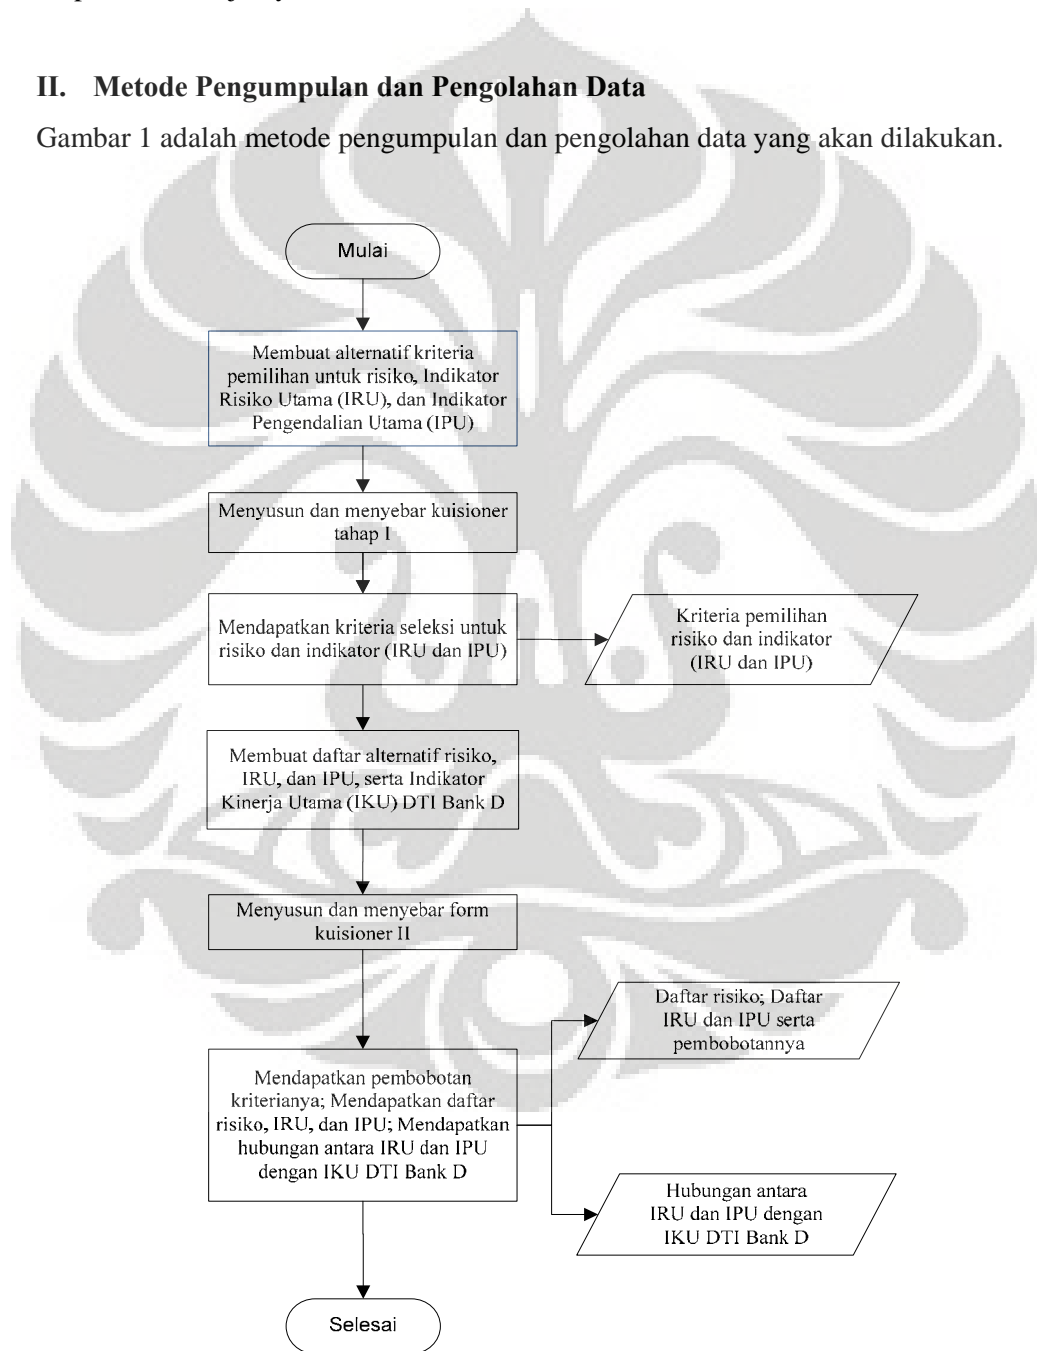 II. Metode Pengumpulan dan Pengolahan Data
Gambar 1 adalah metode pengumpulan dan pengolahan data yang akan dilakukan.
Mulai
Membuat alternatif kriteria
pemilihan untuk risiko, Indikator
Risiko Utama (IRU), dan Indikator
Pengendalian Utama (IPU)
Menyusun dan menyebar kuisioner
tahap I
Mendapatkan kriteria seleksi untuk
risiko dan indikator (IRU dan IPU)
Kriteria pemilihan
risiko dan indikator
(IRU dan IPU)
Membuat daftar alternatif risiko,
IRU, dan IPU, serta Indikator
Kinerja Utama (IKU) DTI Bank D
Menyusun dan menyebar form
kuisioner II
Mendapatkan pembobotan
kriterianya; Mendapatkan daftar
risiko, IRU, dan IPU; Mendapatkan
hubungan antara IRU dan IPU
dengan IKU DTI Bank D
Daftar risiko; Daftar
IRU dan IPU serta
pembobotannya
Hubungan antara
IRU dan IPU dengan
IKU DTI Bank D
Selesai